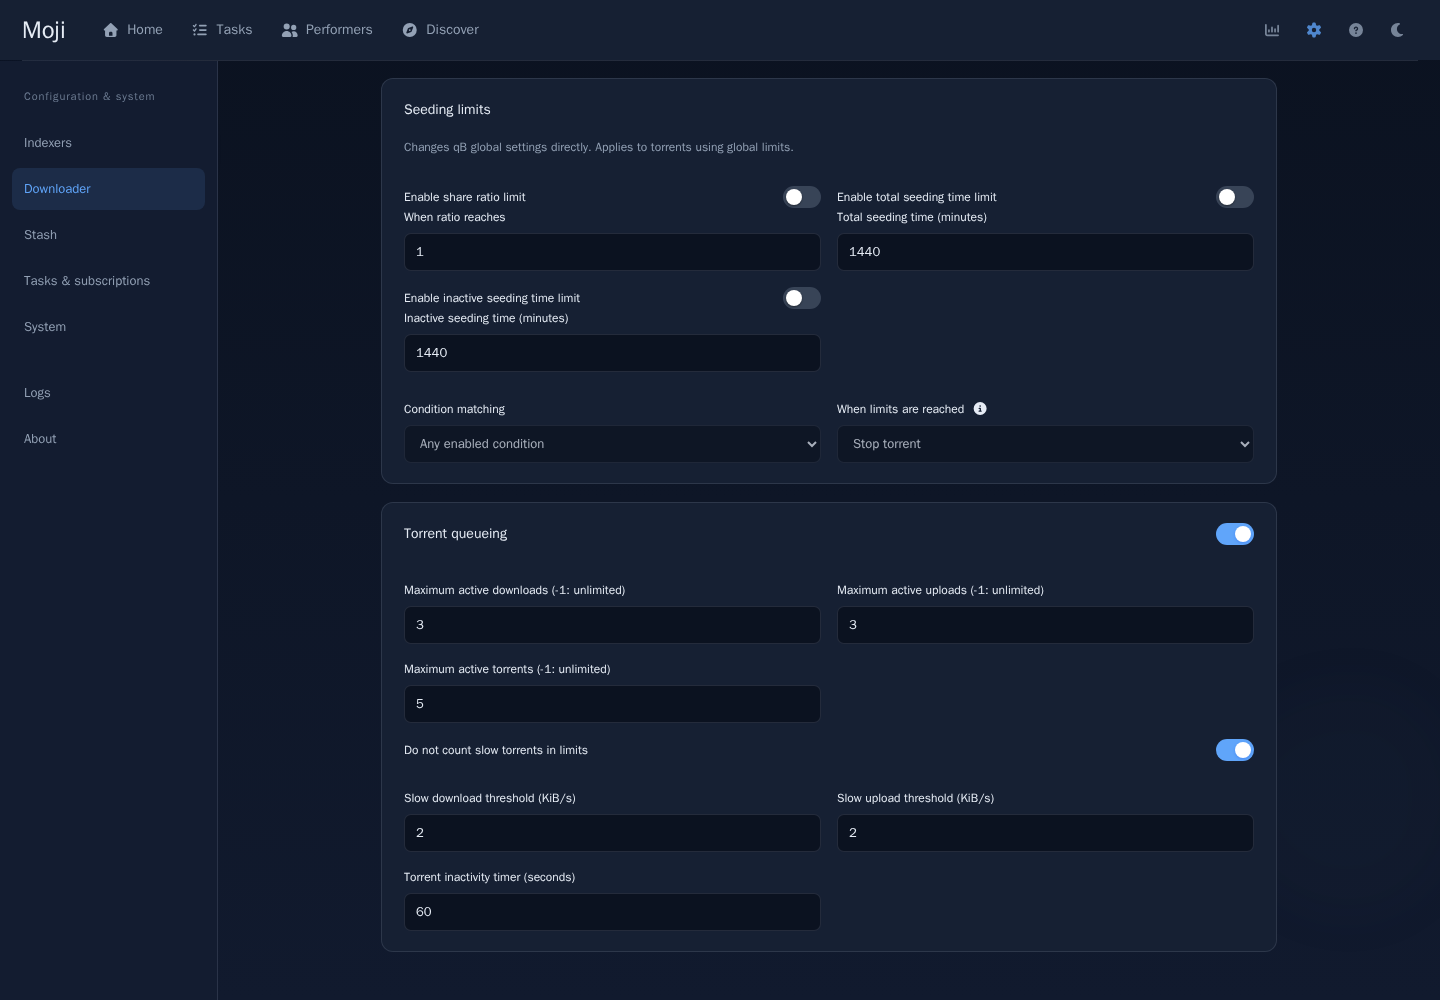 Moji
Home
Tasks
Performers
Discover
Configuration & system
Indexers
Downloader
Stash
Tasks & subscriptions
System
Logs
About
Seeding limits
Changes qB global settings directly. Applies to torrents using global limits.
Enable share ratio limit
When ratio reaches
1
Enable total seeding time limit
Total seeding time (minutes)
1440
Enable inactive seeding time limit
Inactive seeding time (minutes)
1440
Condition matching
Any enabled condition
When limits are reached
Stop torrent
Torrent queueing
Maximum active downloads (-1: unlimited)
3
Maximum active uploads (-1: unlimited)
3
Maximum active torrents (-1: unlimited)
5
Do not count slow torrents in limits
Slow download threshold (KiB/s)
2
Slow upload threshold (KiB/s)
2
Torrent inactivity timer (seconds)
60